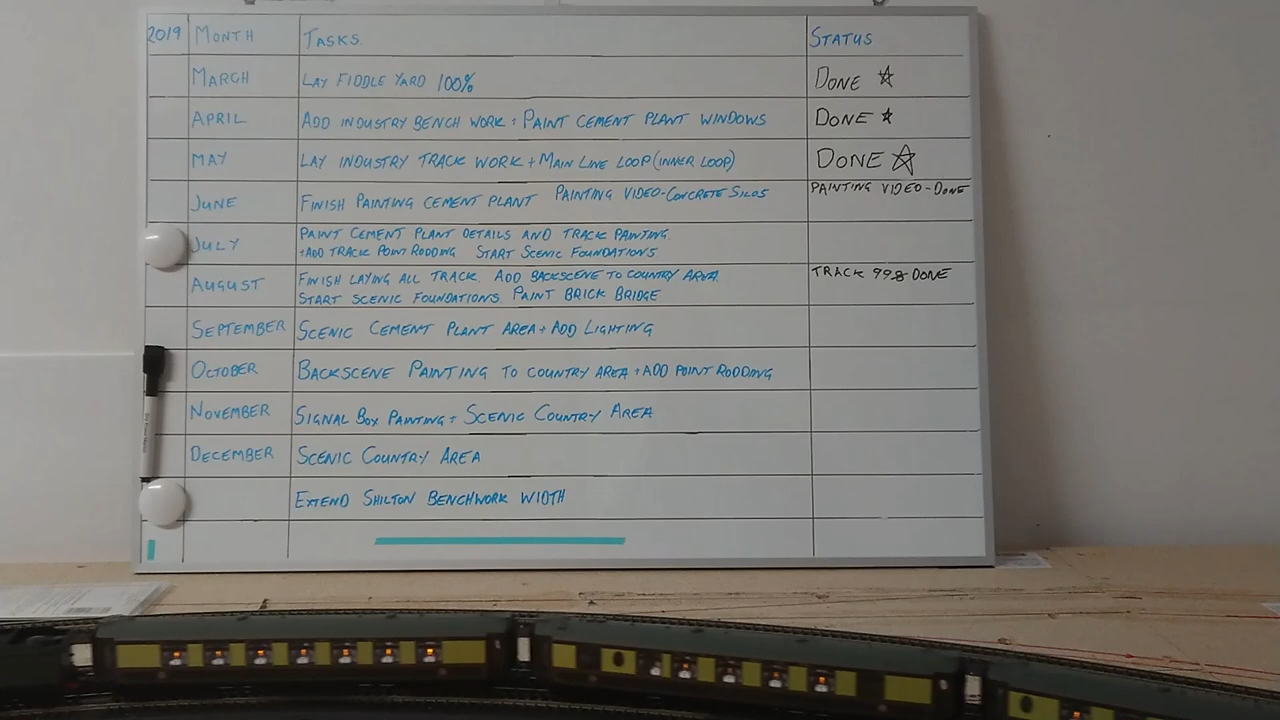 2019 MONTH TASKS. STATUS
MARCH LAY FIDDLE YARD 100% DONE
APRIL ADD INDUSTRY BENCH WORK + PAINT CEMENT PLANT WINDOWS DONE
MAY LAY INDUSTRY TRACK WORK + MAIN LINE LOOP (INNER LOOP) DONE
JUNE FINISH PAINTING CEMENT PLANT PAINTING VIDEO-CONCRETE SILOS PAINTING VIDEO-DONE
JULY PAINT CEMENT PLANT DETAILS AND TRACK PAINTING.
+ADD TRACK POINT RODDING START SCENIC FOUNDATIONS
AUGUST FINISH LAYING ALL TRACK. ADD BACKSCENE TO COUNTRY AREA. TRACK 99.8 DONE
START SCENIC FOUNDATIONS. PAINT BRICK BRIDGE
SEPTEMBER SCENIC CEMENT PLANT AREA + ADD LIGHTING
OCTOBER BACKSCENE PAINTING TO COUNTRY AREA + ADD POINT RODDING
NOVEMBER SIGNAL BOX PAINTING + SCENIC COUNTRY AREA
DECEMBER SCENIC COUNTRY AREA
EXTEND SHILTON BENCHWORK WIDTH